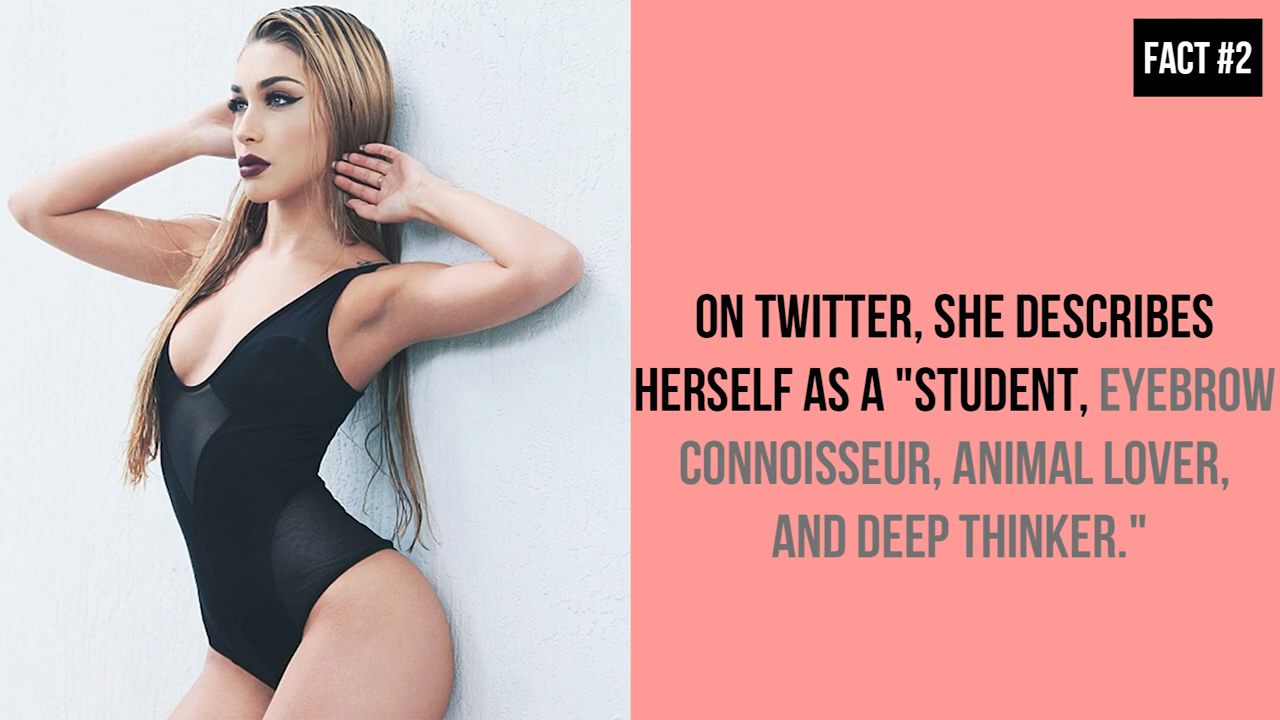 FACT #2
ON TWITTER, SHE DESCRIBES
HERSELF AS A "STUDENT, EYEBROW
CONNOISSEUR, ANIMAL LOVER,
AND DEEP THINKER."